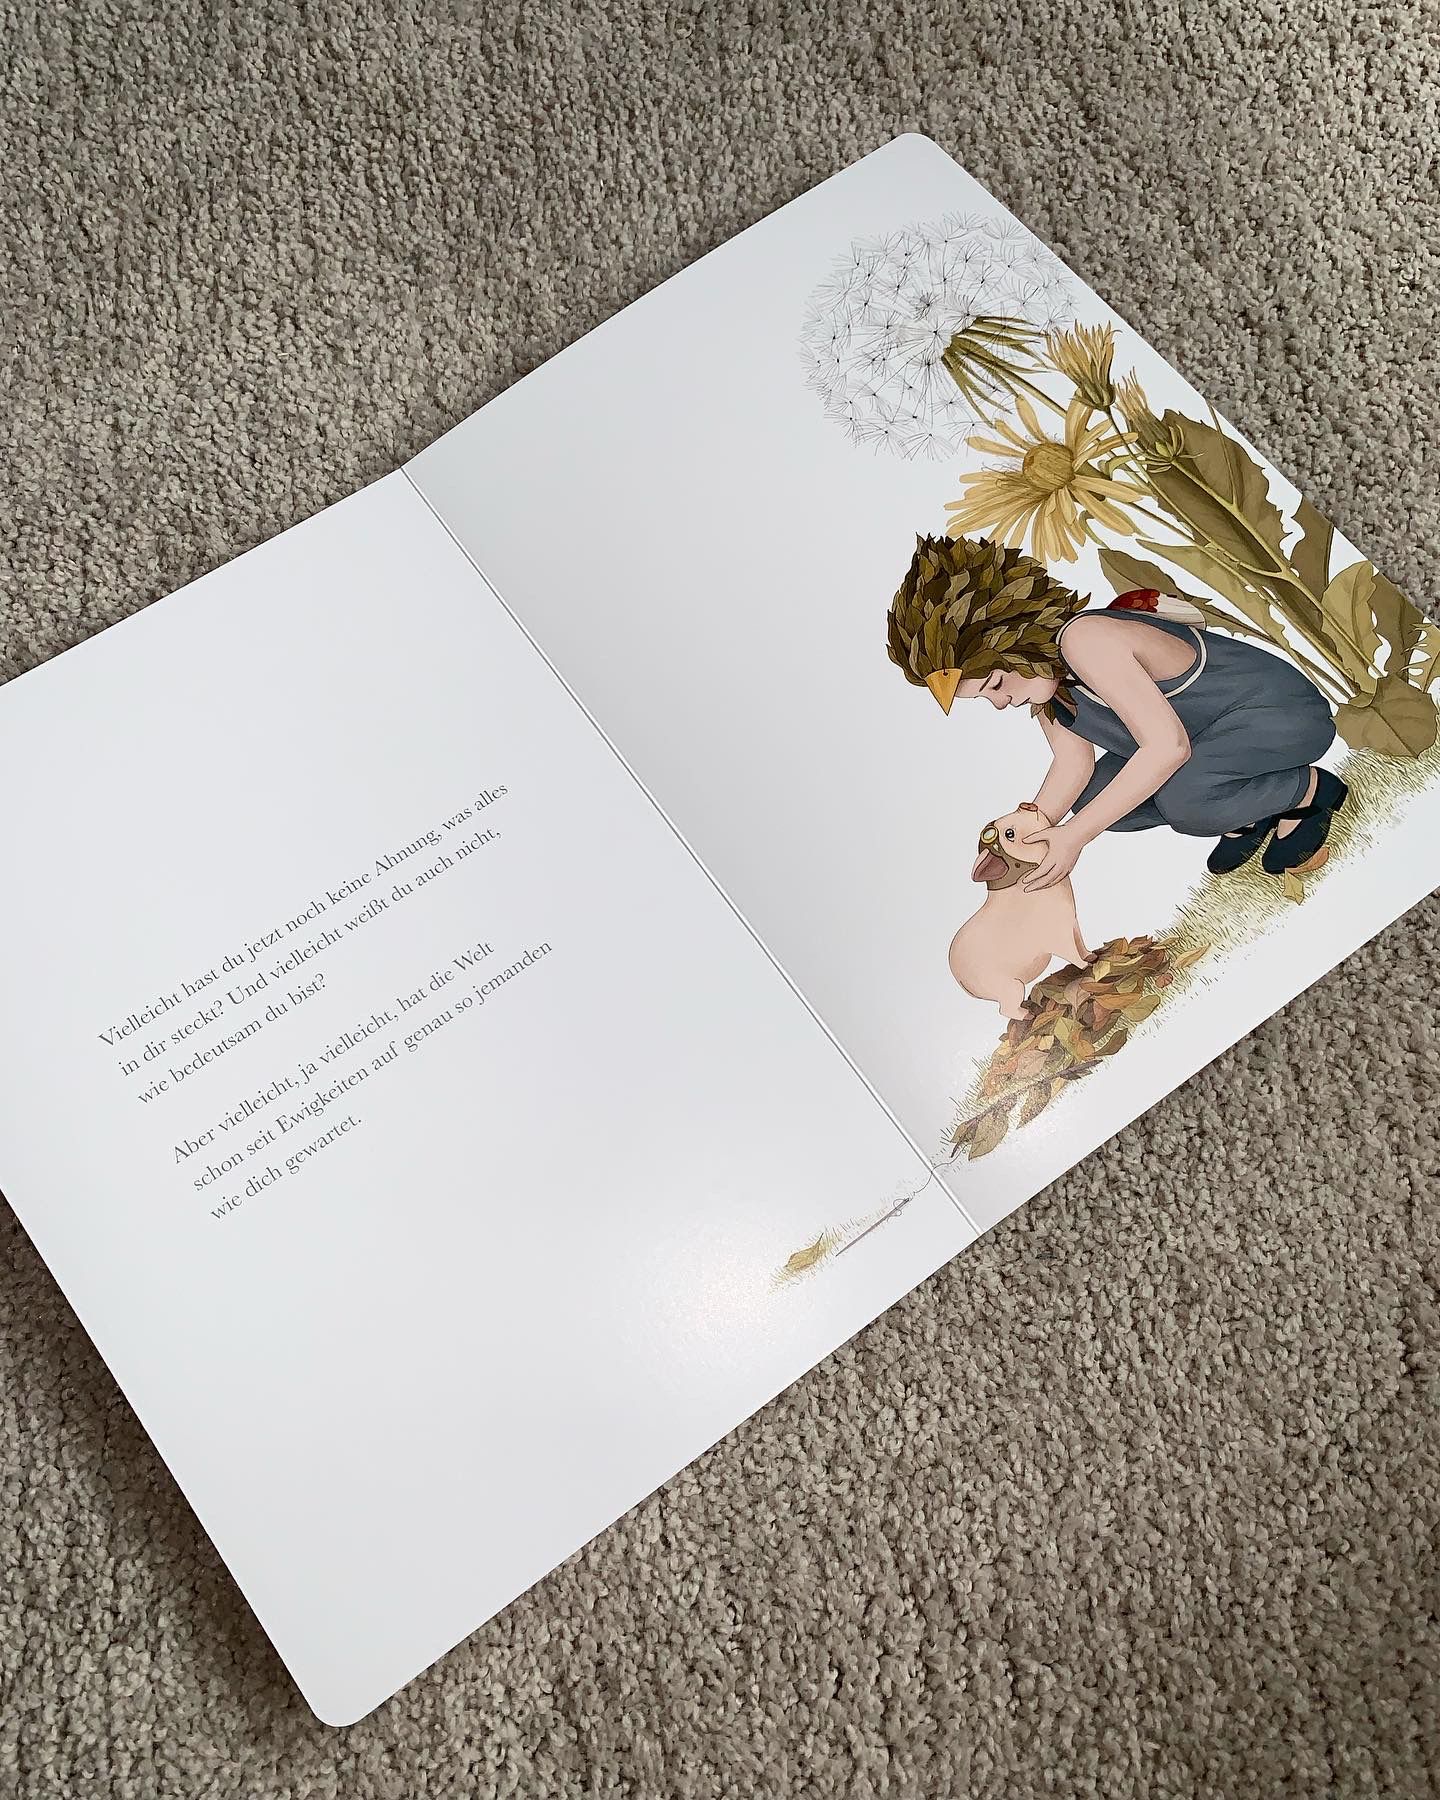 Vielleicht hast du jetzt noch keine Ahnung, was alles
in dir steckt? Und vielleicht weißt du auch nicht,
wie bedeutsam du bist?
Aber vielleicht, ja vielleicht, hat die Welt
schon seit Ewigkeiten auf genau so jemanden
wie dich gewartet.